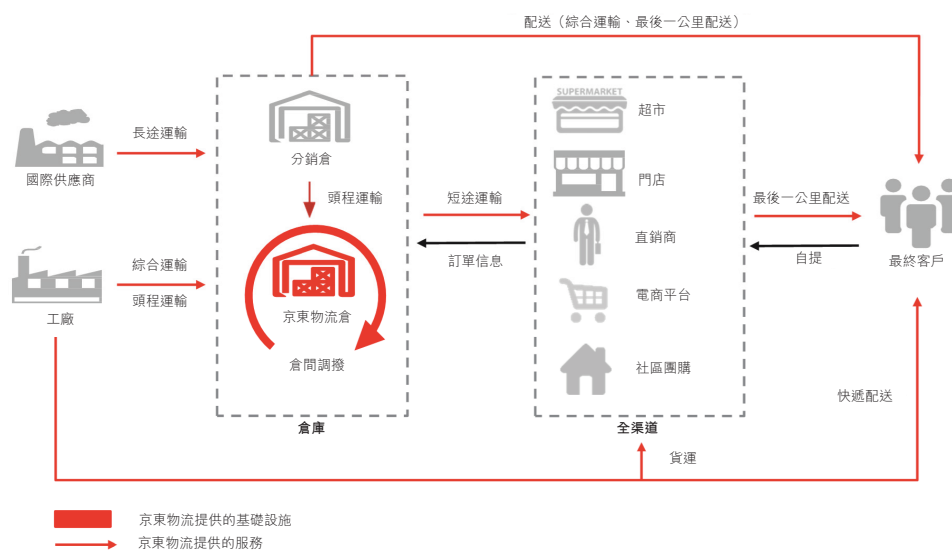 配送（綜合運輸、最後一公里配送）
SUPERMARKET
超市
長途運輸
國際供應商
分銷倉
頭程運輸
門店
短途運輸
最後一公里配送
直銷商
訂單信息
自提
最終客戶
綜合運輸
頭程運輸
工廠
京東物流倉
電商平台
倉間調撥
社區團購
快遞配送
倉庫
全渠道
貨運
京東物流提供的基礎設施
京東物流提供的服務